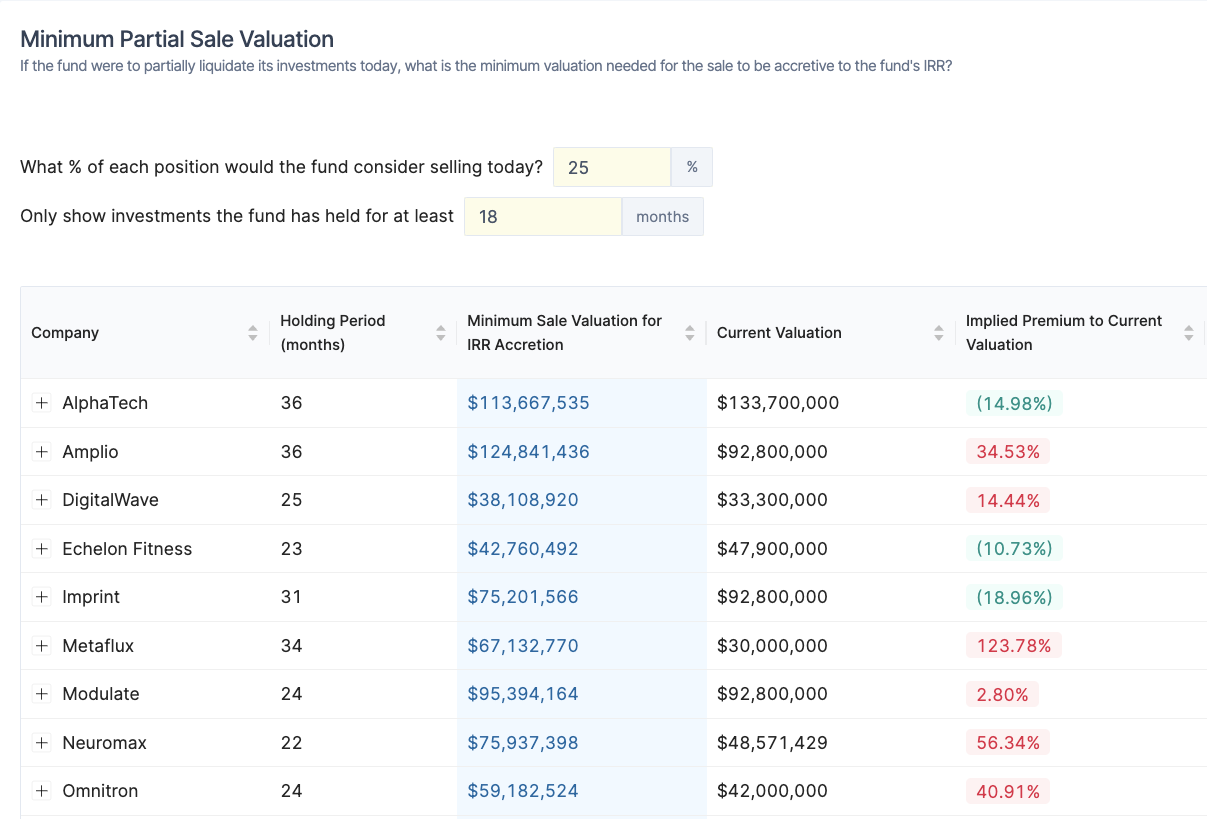 Minimum Partial Sale Valuation
If the fund were to partially liquidate its investments today, what is the minimum valuation needed for the sale to be accretive to the fund's IRR?
What % of each position would the fund consider selling today? 25 %
Only show investments the fund has held for at least 18 months
Company Holding Period (months) Minimum Sale Valuation for IRR Accretion Current Valuation Implied Premium to Current Valuation
+ AlphaTech 36 $113,667,535 $133,700,000 (14.98%)
+ Amplio 36 $124,841,436 $92,800,000 34.53%
+ DigitalWave 25 $38,108,920 $33,300,000 14.44%
+ Echelon Fitness 23 $42,760,492 $47,900,000 (10.73%)
+ Imprint 31 $75,201,566 $92,800,000 (18.96%)
+ Metaflux 34 $67,132,770 $30,000,000 123.78%
+ Modulate 24 $95,394,164 $92,800,000 2.80%
+ Neuromax 22 $75,937,398 $48,571,429 56.34%
+ Omnitron 24 $59,182,524 $42,000,000 40.91%